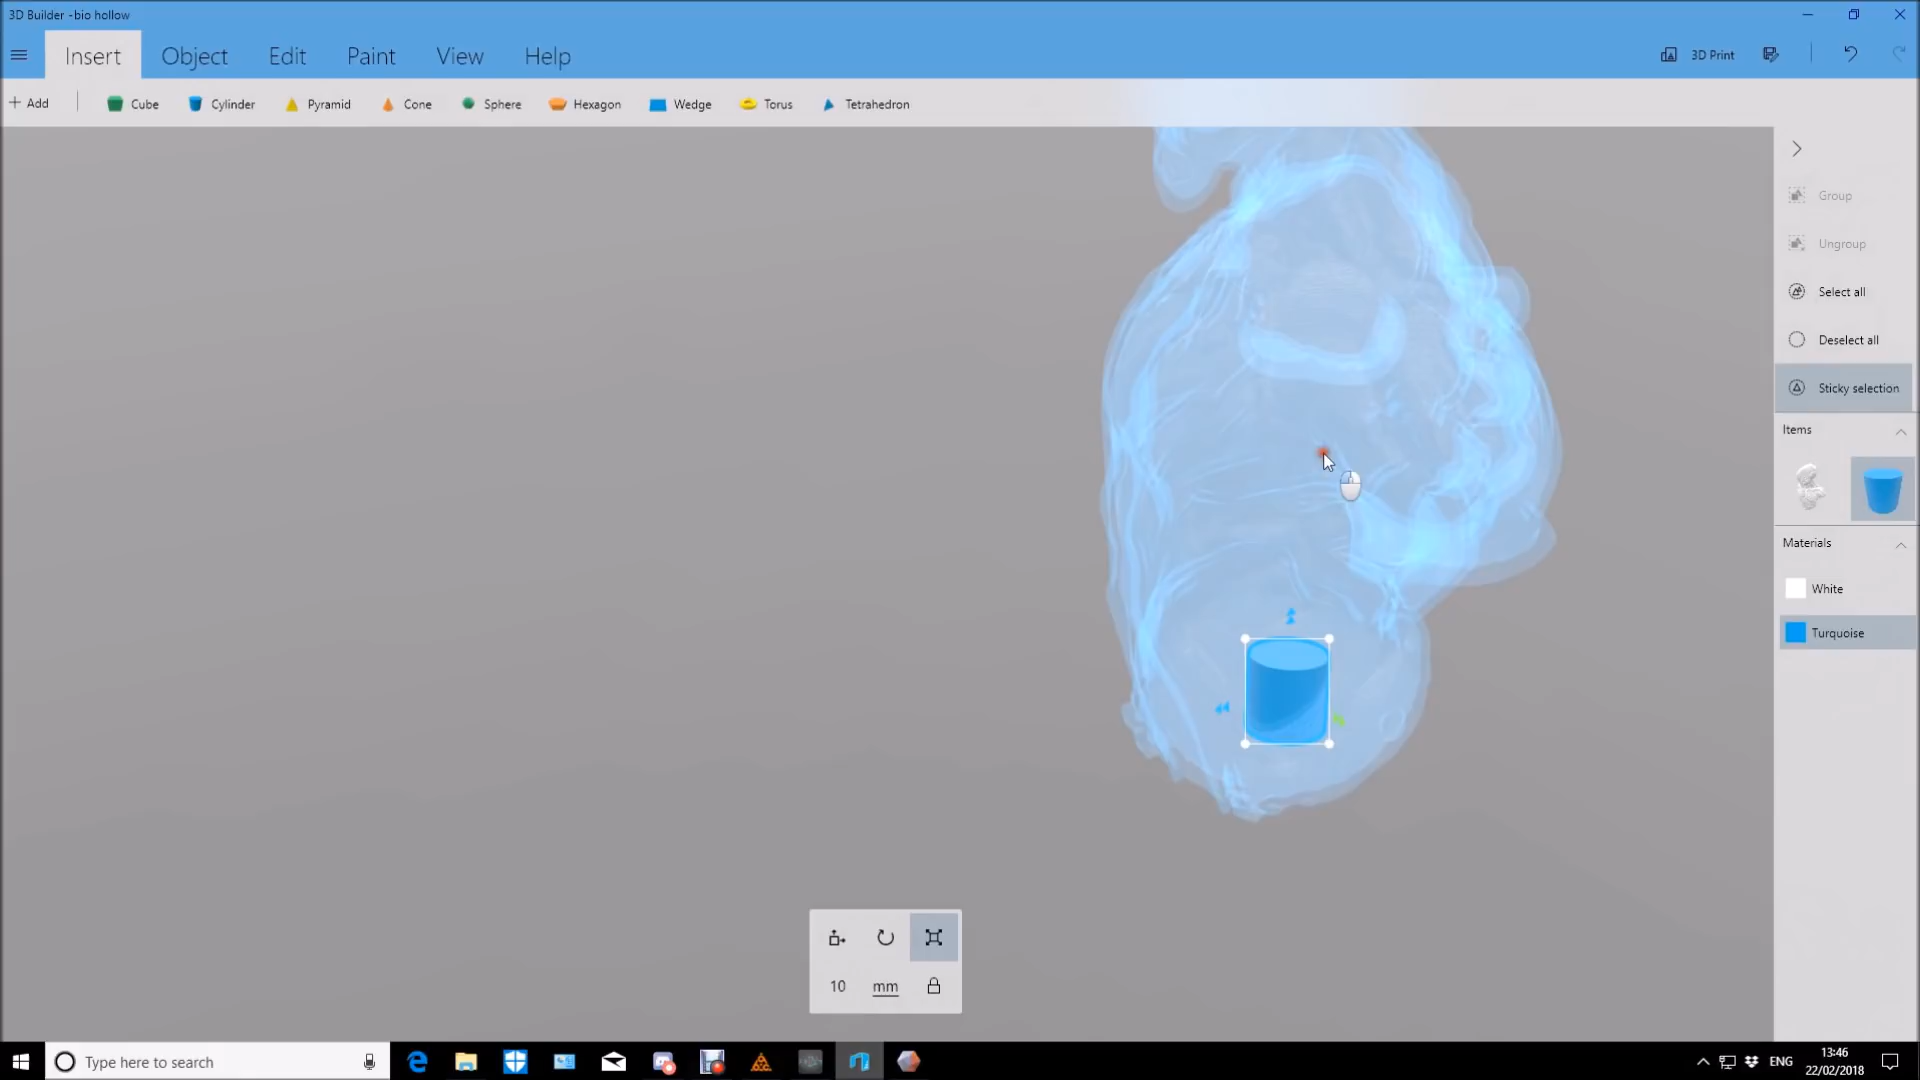 3D Builder -bio hollow
Insert Object Edit Paint View Help
3D Print
Add Cube Cylinder Pyramid Cone Sphere Hexagon Wedge Torus Tetrahedron
Group
Ungroup
Select all
Deselect all
Sticky selection
Items
Materials
White
Turquoise
10 mm
Type here to search
ENG
13:46
22/02/2018